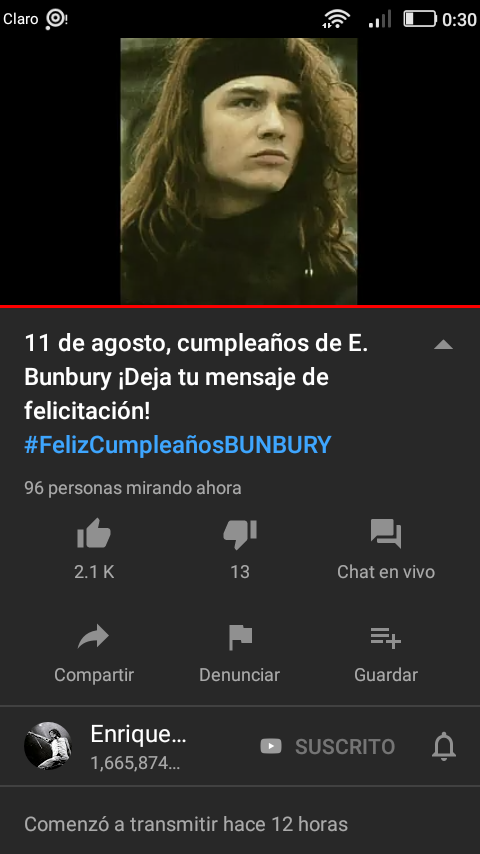 Claro
0:30
11 de agosto, cumpleaños de E.
Bunbury ¡Deja tu mensaje de
felicitación!
#FelizCumpleañosBUNBURY
96 personas mirando ahora
2.1 K
13
Chat en vivo
Compartir
Denunciar
Guardar
Enrique...
SUSCRITO
1,665,874...
Comenzó a transmitir hace 12 horas